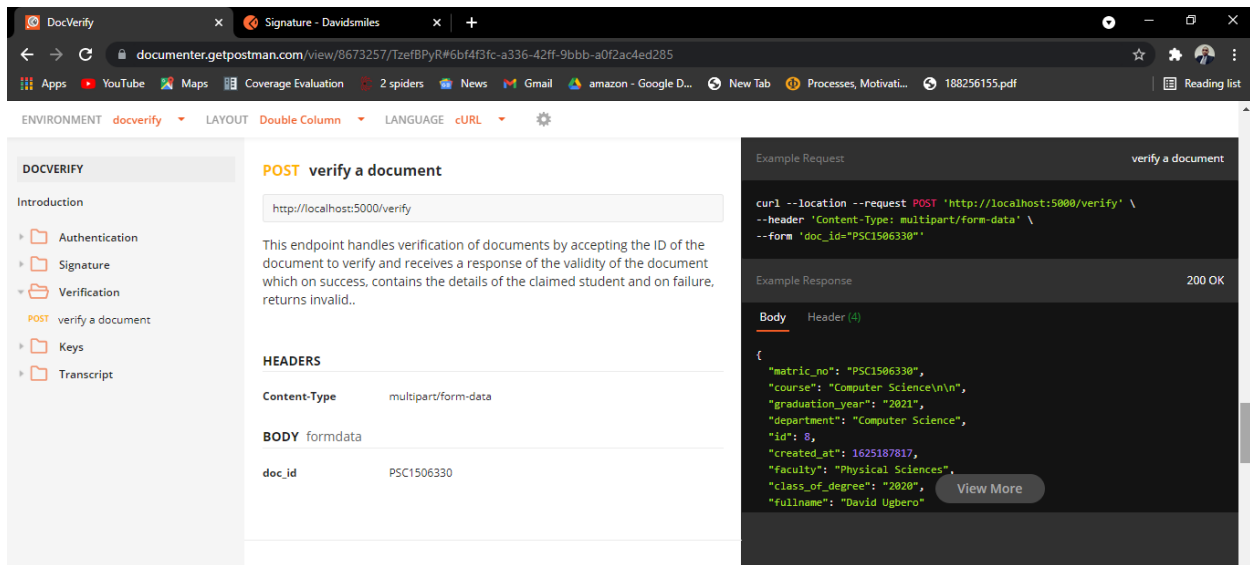 DocVerify
Signature - Davidsmiles
documenter.getpostman.com/view/8673257/TzefBPyR#6bf4f3fc-a336-42ff-9bbb-a0f2ac4ed285
Apps YouTube Maps Coverage Evaluation 2 spiders News Gmail amazon - Google D... New Tab Processes, Motivati... 188256155.pdf Reading list
ENVIRONMENT docverify LAYOUT Double Column LANGUAGE cURL
DOCVERIFY
Introduction
Authentication
Signature
Verification
POST verify a document
Keys
Transcript
POST verify a document
http://localhost:5000/verify
This endpoint handles verification of documents by accepting the ID of the
document to verify and receives a response of the validity of the document
which on success, contains the details of the claimed student and on failure,
returns invalid..
HEADERS
Content-Type multipart/form-data
BODY formdata
doc_id PSC1506330
Example Request verify a document
curl --location --request POST 'http://localhost:5000/verify' \
--header 'Content-Type: multipart/form-data' \
--form 'doc_id="PSC1506330"'
Example Response 200 OK
Body Header (4)
{
"matric_no": "PSC1506330",
"course": "Computer Science\n\n",
"graduation_year": "2021",
"department": "Computer Science",
"id": 8,
"created_at": 1625187817,
"faculty": "Physical Sciences",
"class_of_degree": "2020",
"fullname": "David Ugbero"
View More